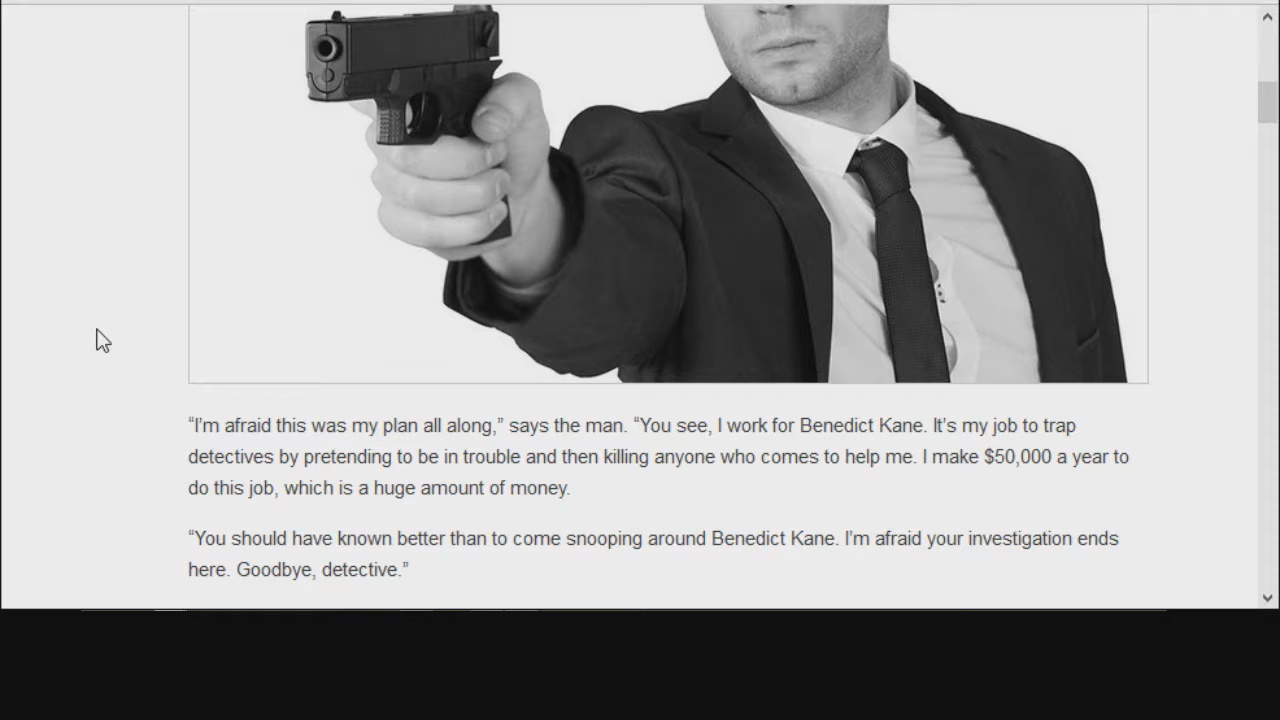 “I’m afraid this was my plan all along,” says the man. “You see, I work for Benedict Kane. It’s my job to trap
detectives by pretending to be in trouble and then killing anyone who comes to help me. I make $50,000 a year to
do this job, which is a huge amount of money.
“You should have known better than to come snooping around Benedict Kane. I’m afraid your investigation ends
here. Goodbye, detective.”